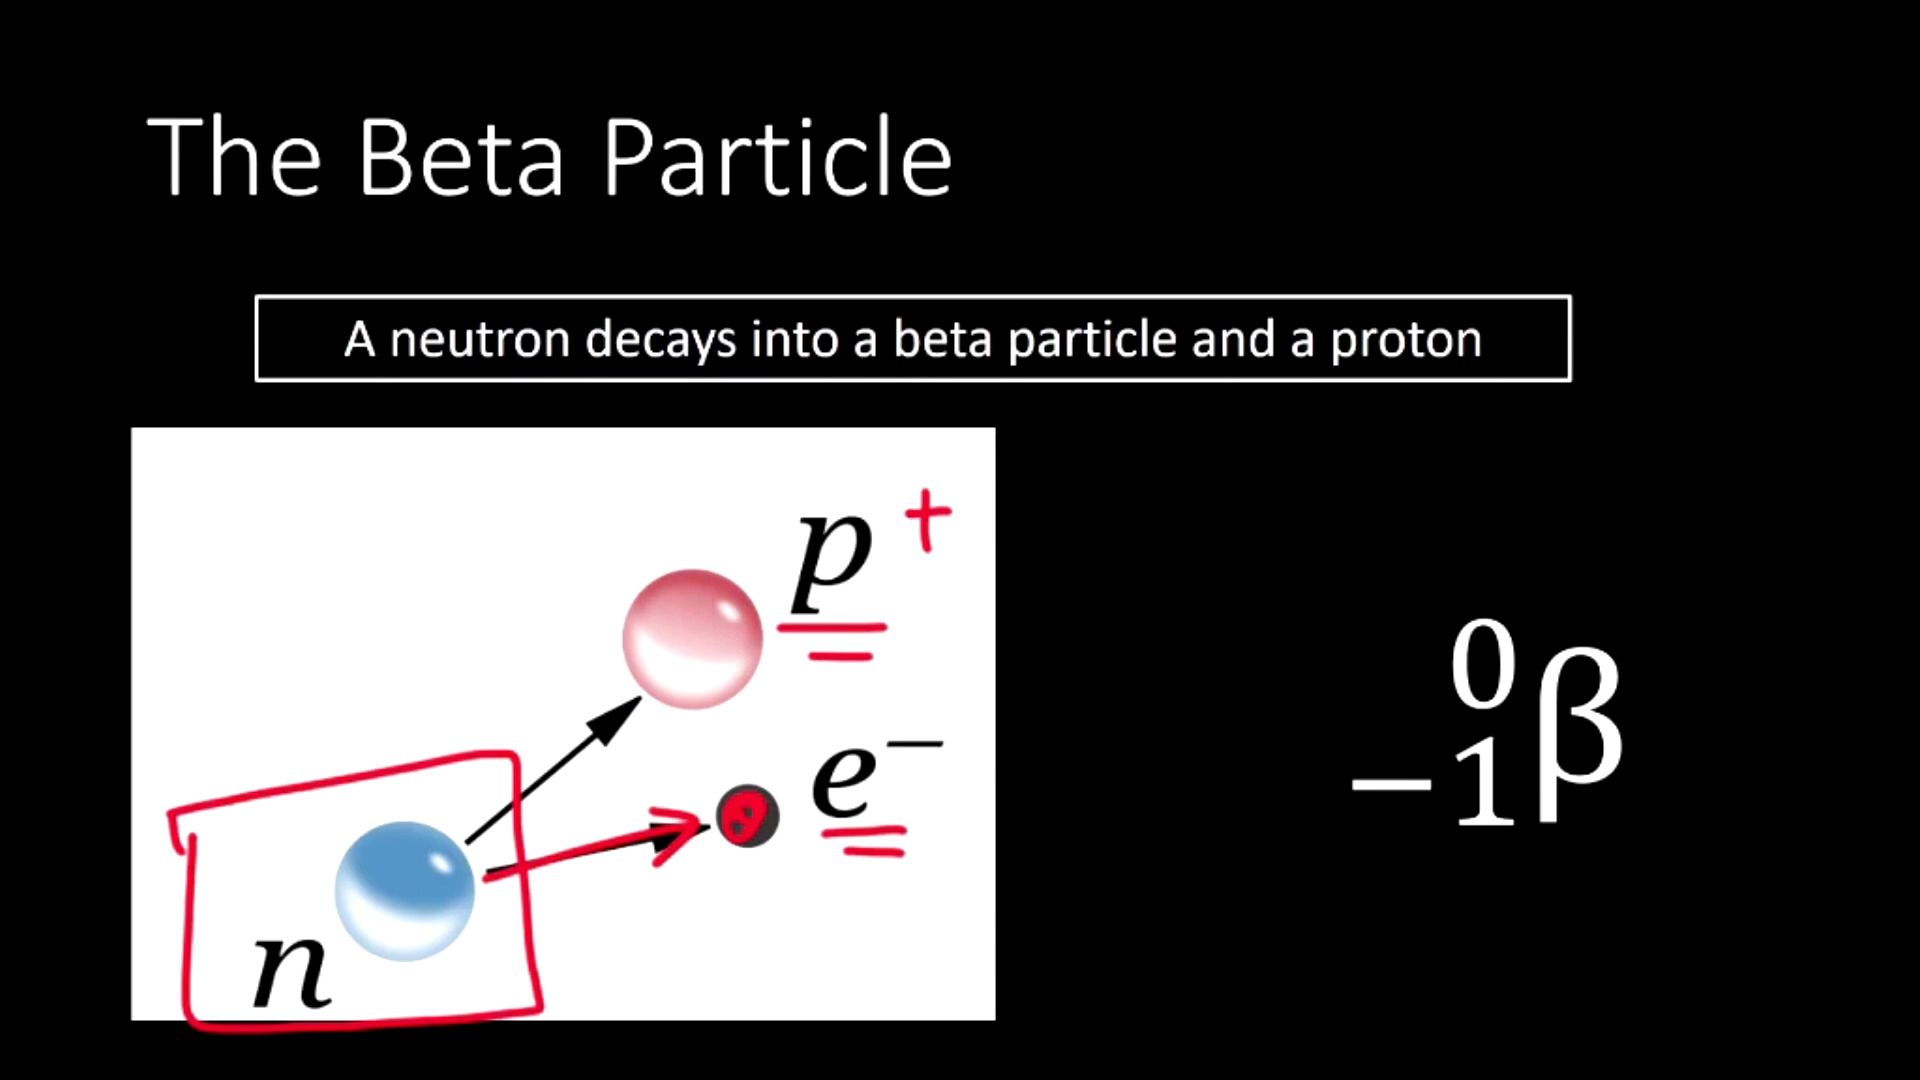 The Beta Particle
A neutron decays into a beta particle and a proton
p +
e−
n
0
−1β